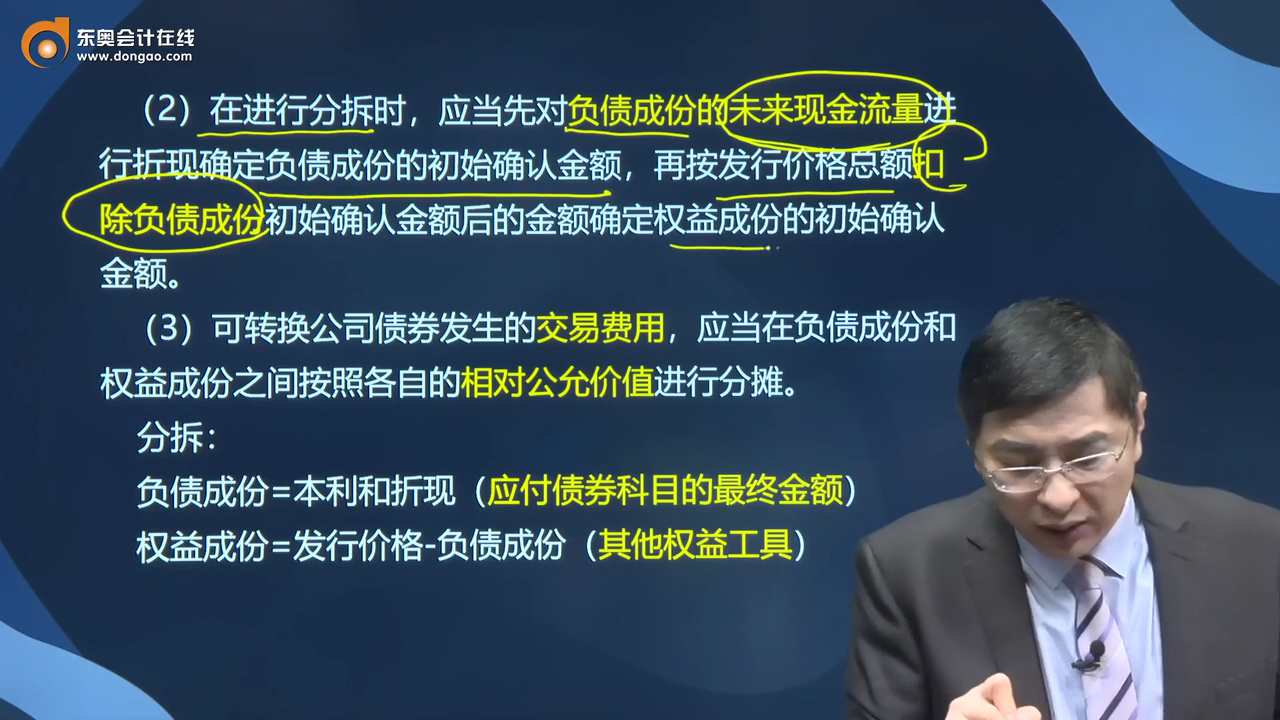 东奥会计在线
www.dongao.com
（2）在进行分拆时，应当先对负债成份的未来现金流量进
行折现确定负债成份的初始确认金额，再按发行价格总额扣
除负债成份初始确认金额后的金额确定权益成份的初始确认
金额。
（3）可转换公司债券发生的交易费用，应当在负债成份和
权益成份之间按照各自的相对公允价值进行分摊。
分拆：
负债成份=本利和折现（应付债券科目的最终金额）
权益成份=发行价格-负债成份（其他权益工具）